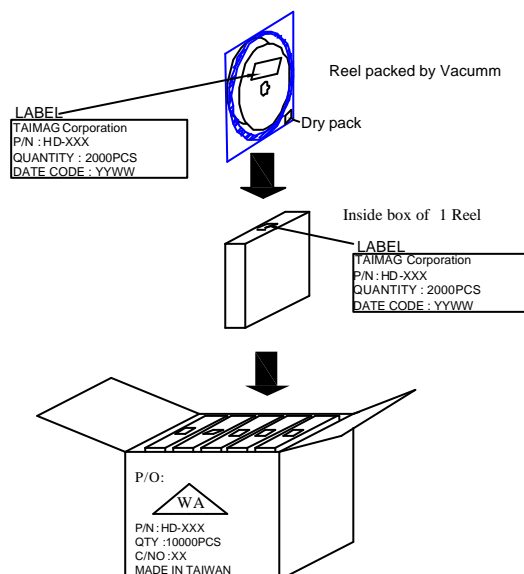 Reel packed by Vacumm
LABEL
TAIMAG Corporation
P/N : HD-XXX
QUANTITY : 2000PCS
DATE CODE : YYWW
Dry pack
Inside box of 1 Reel
LABEL
TAIMAG Corporation
P/N : HD-XXX
QUANTITY : 2000PCS
DATE CODE : YYWW
P/O:
WA
P/N : HD-XXX
QTY :10000PCS
C/NO :XX
MADE IN TAIWAN